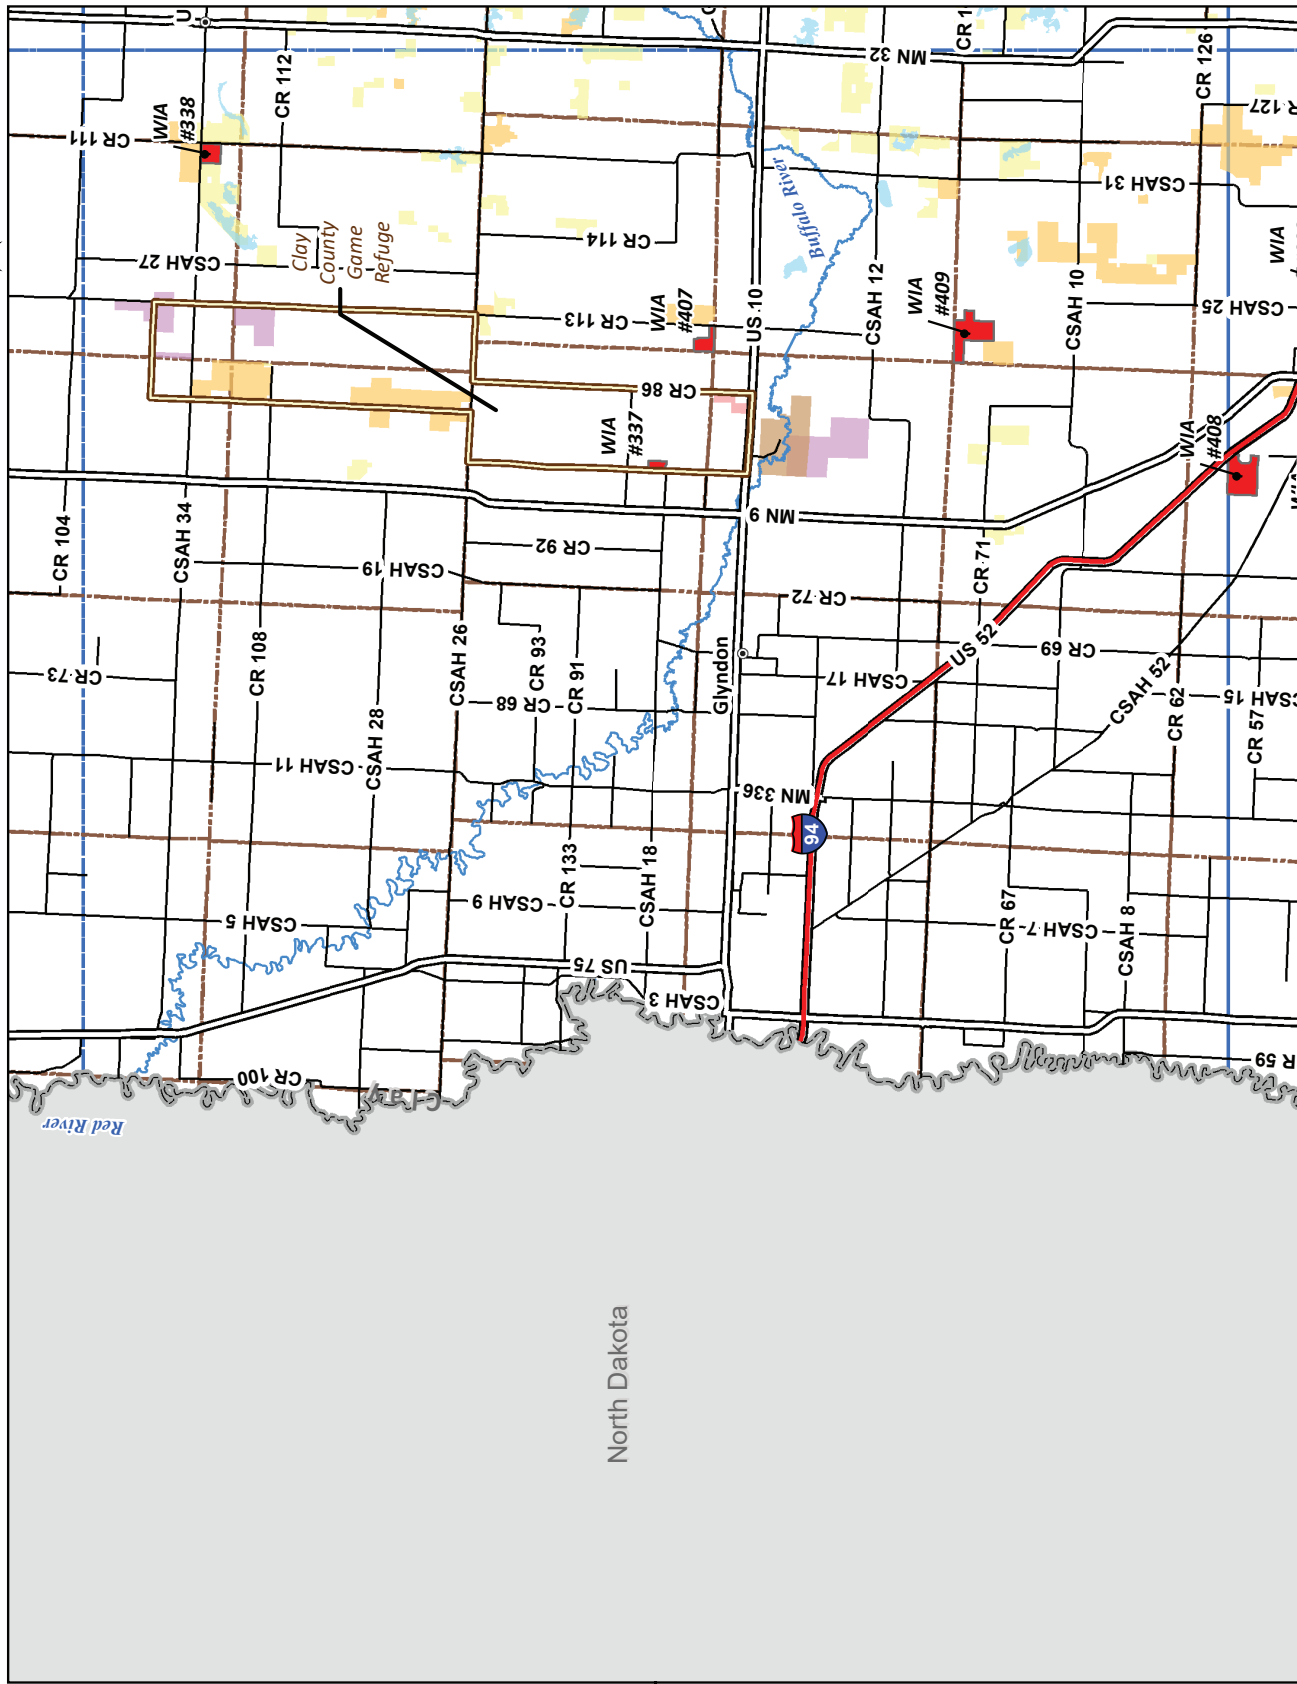 CR 111
WIA
#338
CR 112
MN 32
CR 1
CR 126
R 127
CSAH 27
Clay
County
Game
Refuge
CR 114
Buffalo River
CSAH 31
CR 113
WIA
#407
US 10
CSAH 12
WIA
#409
CSAH 10
WIA
CSAH 25
CR 86
WIA
#337
WIA
#408
CR 104
CSAH 34
CSAH 19
CR 92
MN 9
CR 71
CR 72
CR 73
CR 108
CSAH 28
CSAH 26
CR 93
CR 68
CR 91
Glyndon
CSAH 17
US 52
CR 69
CSAH 52
CR 62
CSAH 15
CR 57
CSAH 11
MN 336
94
CR 133
CSAH 18
CSAH 9
CSAH 5
CR 67
CSAH 7
CSAH 8
US 75
CSAH 3
CR 100
Clay
Red River
R 59
North Dakota